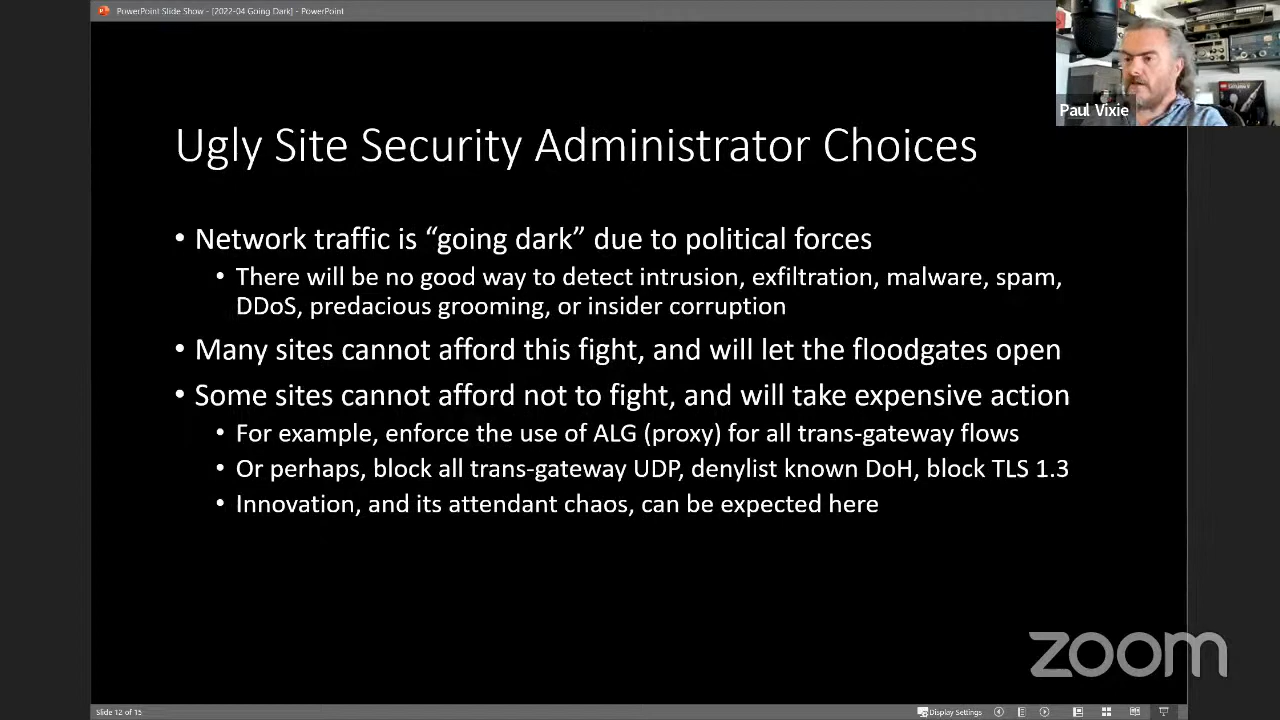 PowerPoint Slide Show - [2022-04 Going Dark] - PowerPoint
Paul Vixie
Ugly Site Security Administrator Choices
• Network traffic is “going dark” due to political forces
• There will be no good way to detect intrusion, exfiltration, malware, spam,
DDoS, predacious grooming, or insider corruption
• Many sites cannot afford this fight, and will let the floodgates open
• Some sites cannot afford not to fight, and will take expensive action
• For example, enforce the use of ALG (proxy) for all trans-gateway flows
• Or perhaps, block all trans-gateway UDP, denylist known DoH, block TLS 1.3
• Innovation, and its attendant chaos, can be expected here
zoom
Slide 12 of 15
Display Settings